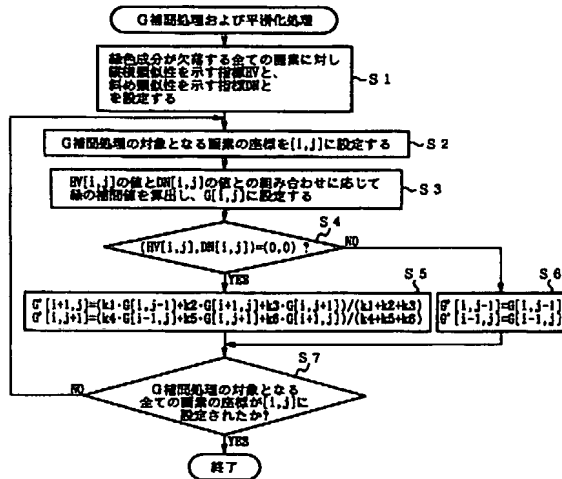 G補間処理および平滑化処理
緑色成分が欠落する全ての画素に対し
縦横類似性を示す指標HVと、
斜め類似性を示す指標DNと
を設定する
S1
G補間処理の対象となる画素の座標を[i,j]に設定する
S2
HV[i,j]の値とDN[i,j]の値との組み合わせに応じて
緑の補間値を算出し、G[i,j]に設定する
S3
S4
(HV[i,j],DN[i,j])=(0,0) ?
NO
YES
S5
S6
G'[i+1,j]=(k1·G[i,j-1]+k2·G[i+1,j]+k3·G[i,j+1])/(k1+k2+k3)
G'[i,j+1]=(k4·G[i-1,j]+k5·G[i,j+1]+k6·G[i+1,j])/(k4+k5+k6)
G'[i,j-1]=G[i,j-1]
G'[i-1,j]=G[i-1,j]
S7
NO
G補間処理の対象となる
全ての画素の座標が[i,j]に
設定されたか?
YES
終了